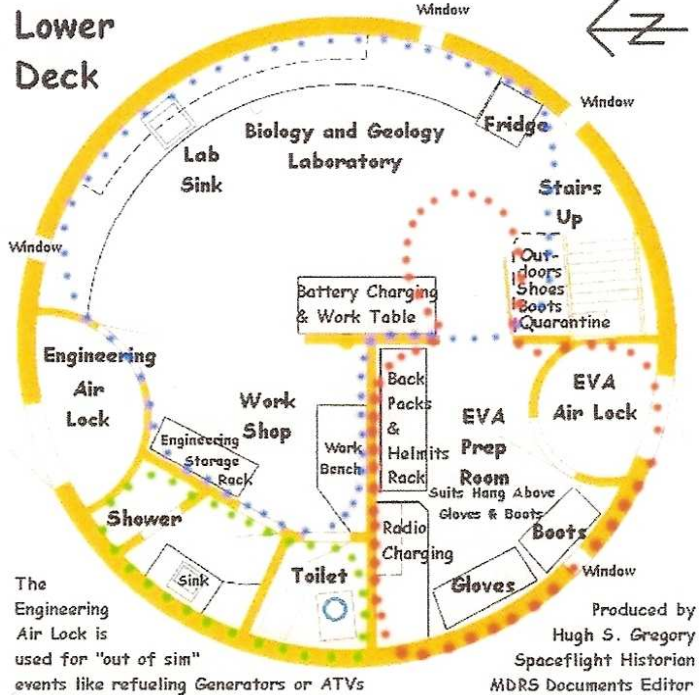 Lower
Deck
Window
N
Window
Biology and Geology
Laboratory
Fridge
Lab
Sink
Stairs
Up
Window
Out-
doors
Shoes
Boots
Quarantine
Battery Charging
& Work Table
Engineering
Air
Lock
Work
Shop
Engineering
Storage
Rack
Work
Bench
Back
Packs
&
Helmits
Rack
EVA
Prep
Room
EVA
Air Lock
Suits Hang Above
Gloves & Boots
Radio
Charging
Boots
Gloves
Window
Shower
Sink
Toilet
The
Engineering
Air Lock is
used for "out of sim"
events like refueling Generators or ATVs
Produced by
Hugh S. Gregory
Spaceflight Historian
MDRS Documents Editor